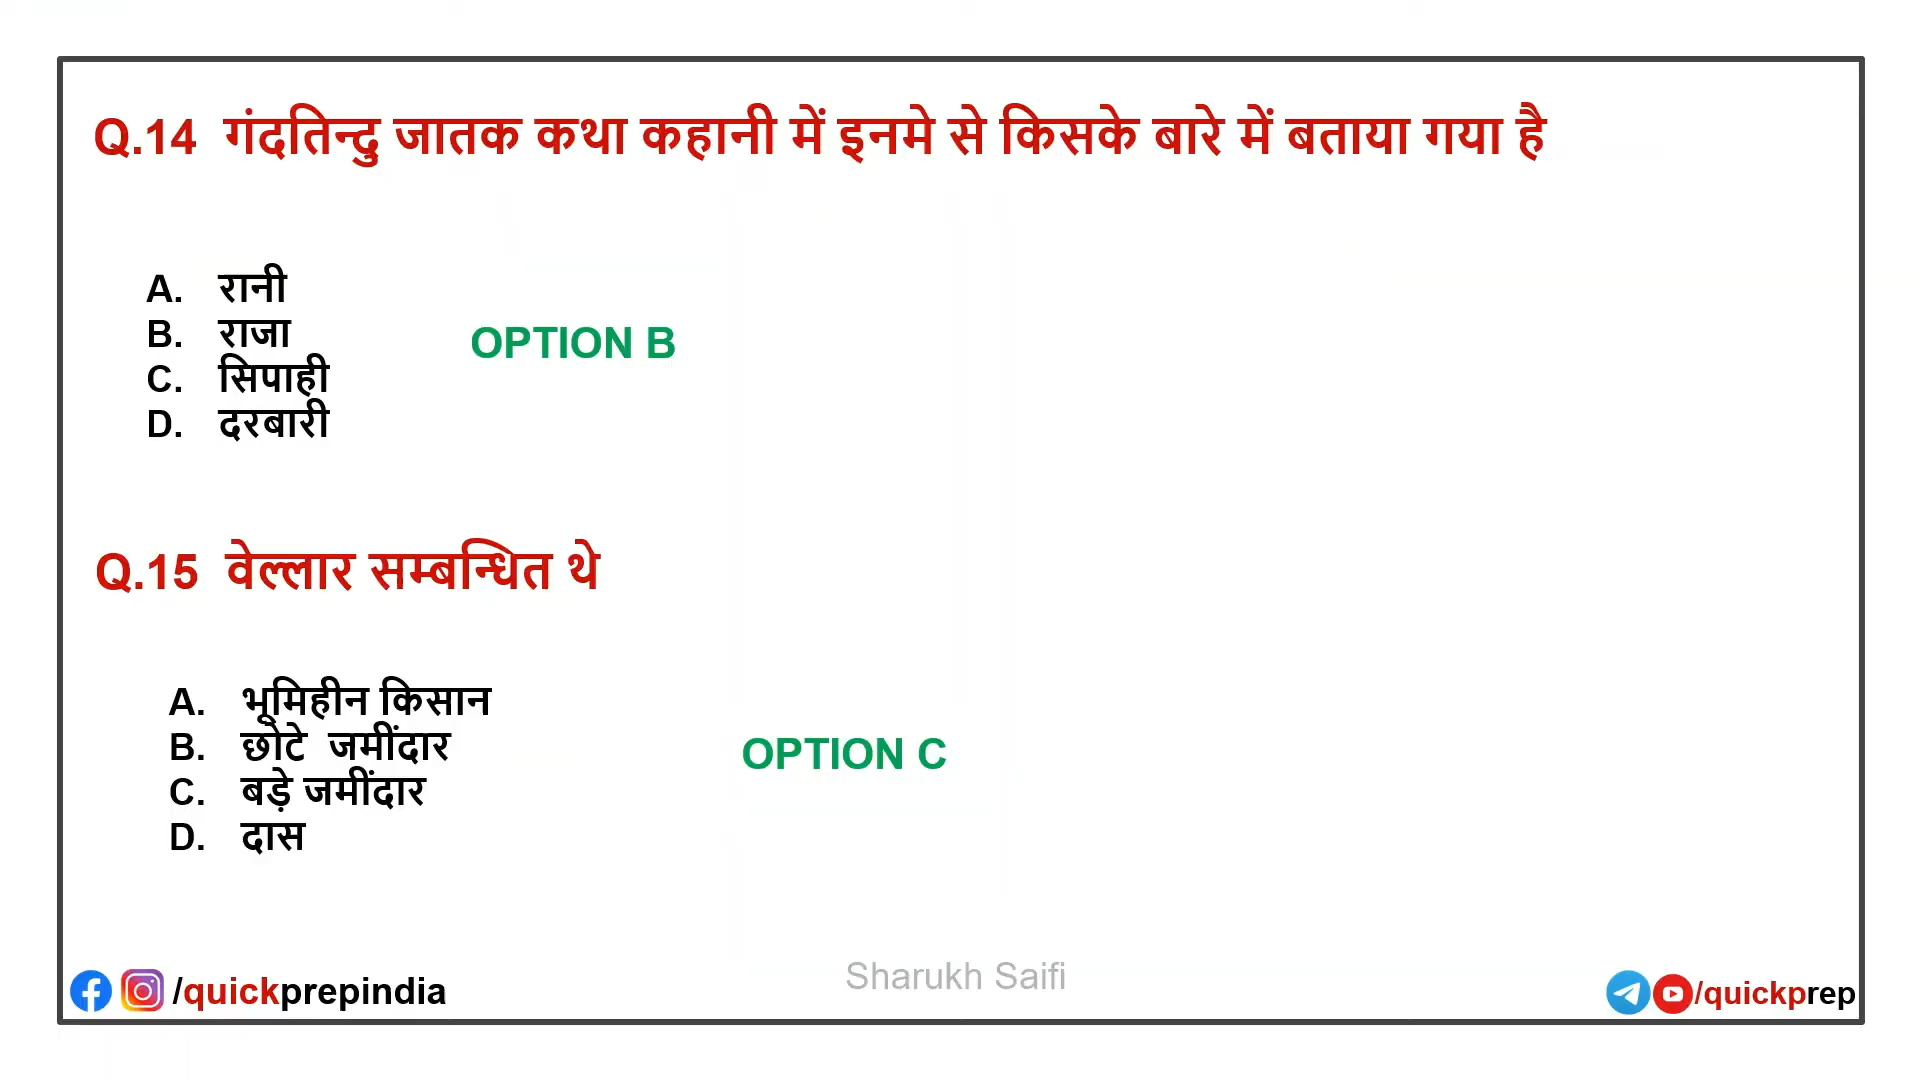 Q.14 गंदतिन्दु जातक कथा कहानी में इनमे से किसके बारे में बताया गया है
A. रानी
B. राजा
C. सिपाही
D. दरबारी
OPTION B
Q.15 वेल्लार सम्बन्धित थे
A. भूमिहीन किसान
B. छोटे जमींदार
C. बड़े जमींदार
D. दास
OPTION C
Sharukh Saifi
/quickprepindia
/quickprep